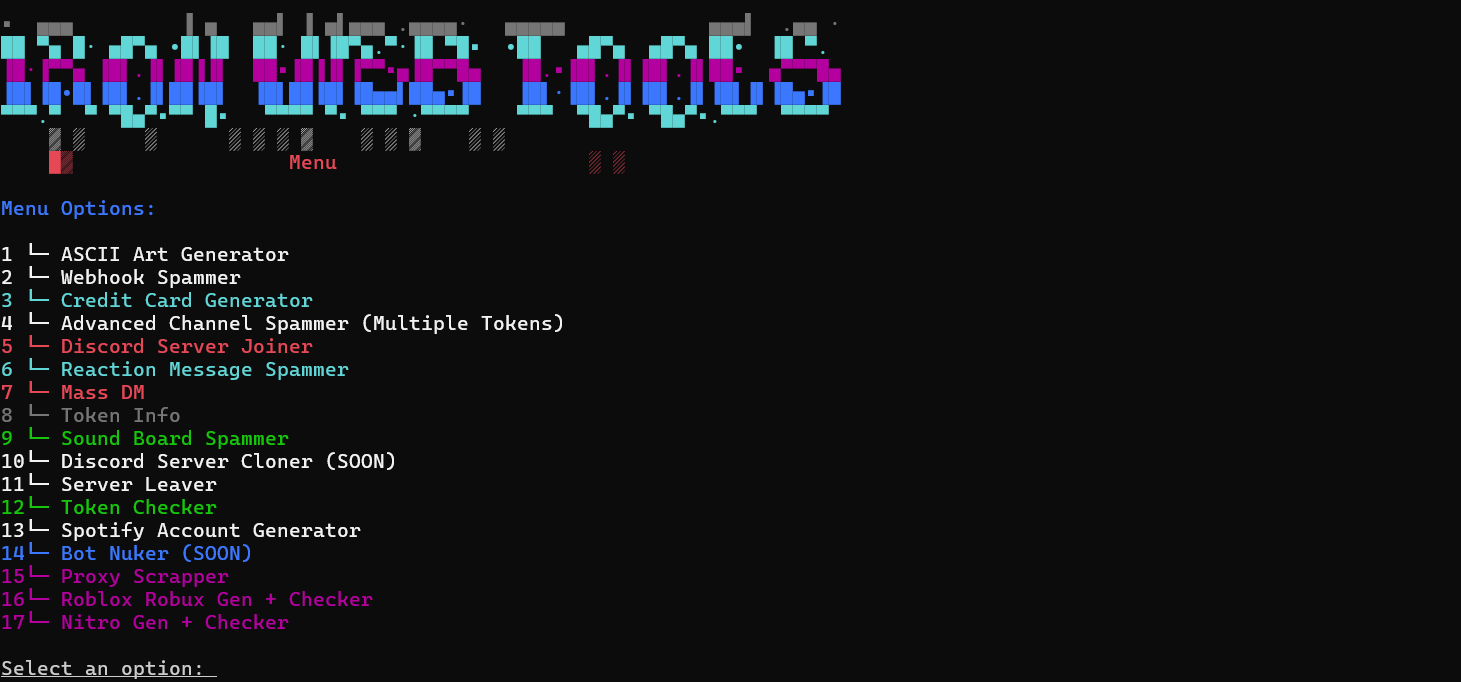 IRON WEB TOOLS
Menu
Menu Options:
1 └─ ASCII Art Generator
2 └─ Webhook Spammer
3 └─ Credit Card Generator
4 └─ Advanced Channel Spammer (Multiple Tokens)
5 └─ Discord Server Joiner
6 └─ Reaction Message Spammer
7 └─ Mass DM
8 └─ Token Info
9 └─ Sound Board Spammer
10└─ Discord Server Cloner (SOON)
11└─ Server Leaver
12└─ Token Checker
13└─ Spotify Account Generator
14└─ Bot Nuker (SOON)
15└─ Proxy Scrapper
16└─ Roblox Robux Gen + Checker
17└─ Nitro Gen + Checker
Select an option: